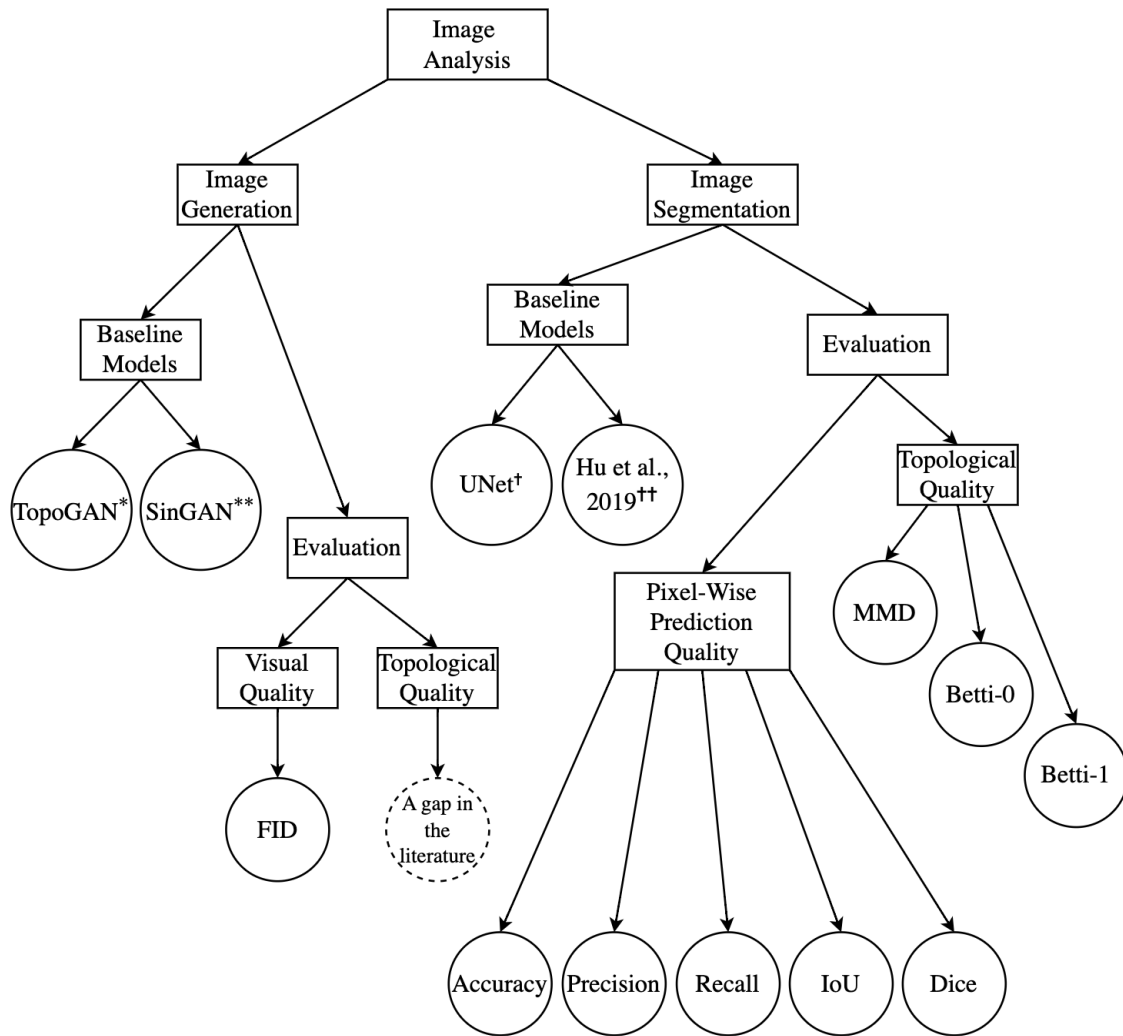 Image
Analysis
Image
Generation
Image
Segmentation
Baseline
Models
Baseline
Models
Evaluation
TopoGAN*
SinGAN**
UNet†
Hu et al.,
2019††
Topological
Quality
Evaluation
MMD
Pixel-Wise
Prediction
Quality
Visual
Quality
Topological
Quality
Betti-0
Betti-1
FID
A gap in
the
literature
Accuracy
Precision
Recall
IoU
Dice